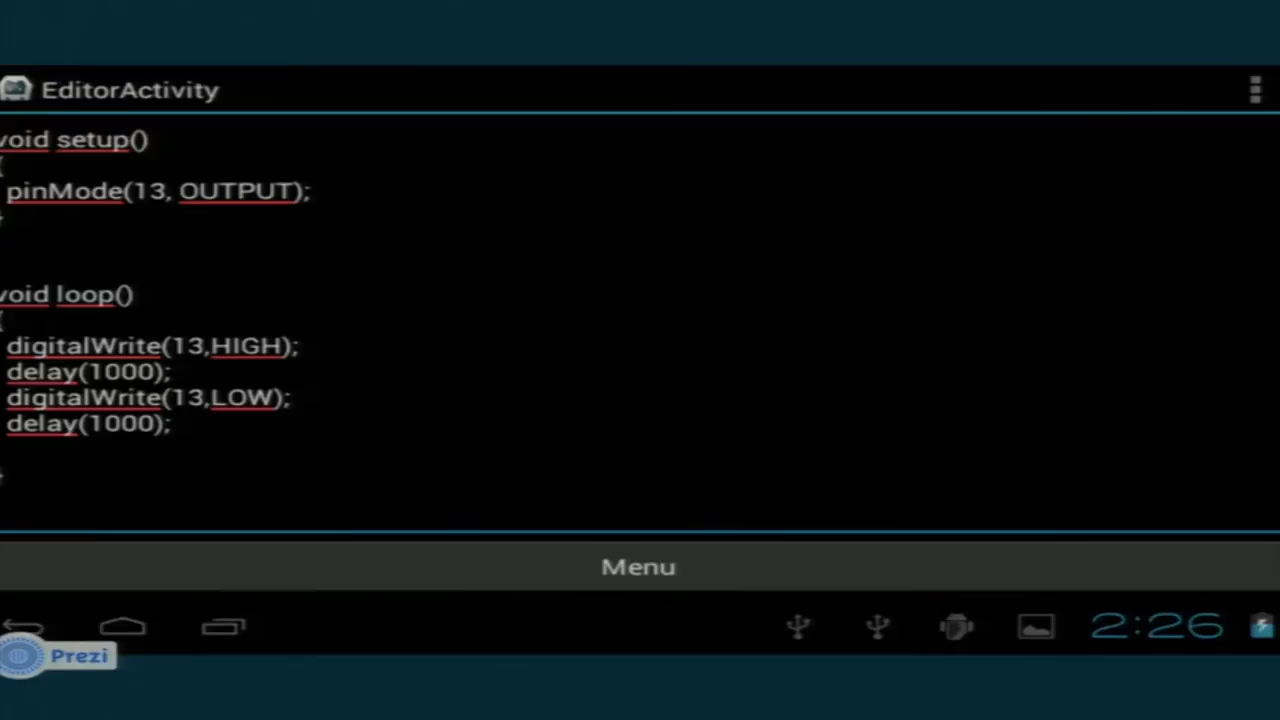 EditorActivity
void setup()
{
pinMode(13, OUTPUT);
}
void loop()
{
digitalWrite(13,HIGH);
delay(1000);
digitalWrite(13,LOW);
delay(1000);
}
Menu
2:26
Prezi